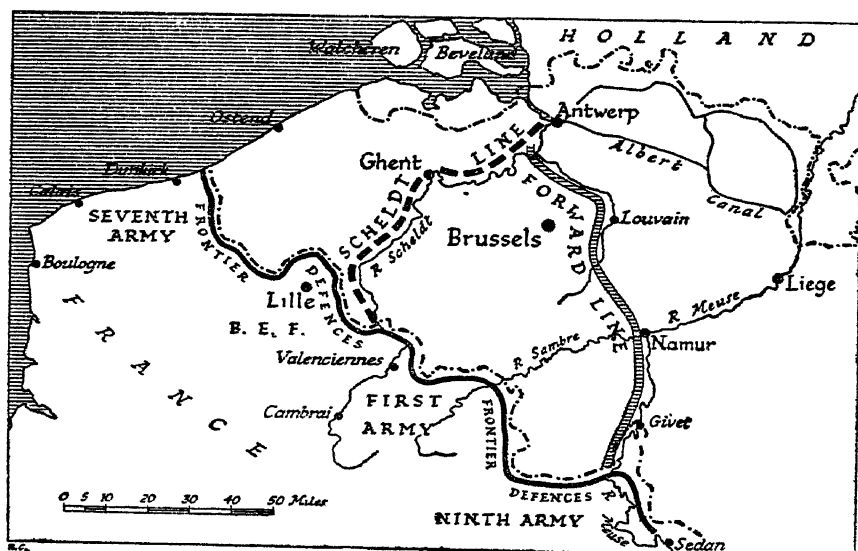 HOLLAND
Walcheren
Beveland
Antwerp
Ostend
Ghent
SCHELDT LINE
Albert Canal
Dunkirk
Calais
SEVENTH
ARMY
FRONTIER DEFENCES
R Scheldt
Brussels
FORWARD LINE
Louvain
Boulogne
Lille
B. E. F.
Liege
R Meuse
FRANCE
Valenciennes
R Sambre
Namur
Cambrai
FIRST
ARMY
FRONTIER DEFENCES
Givet
0 5 10 20 30 40 50 Miles
NINTH ARMY
R Meuse
Sedan